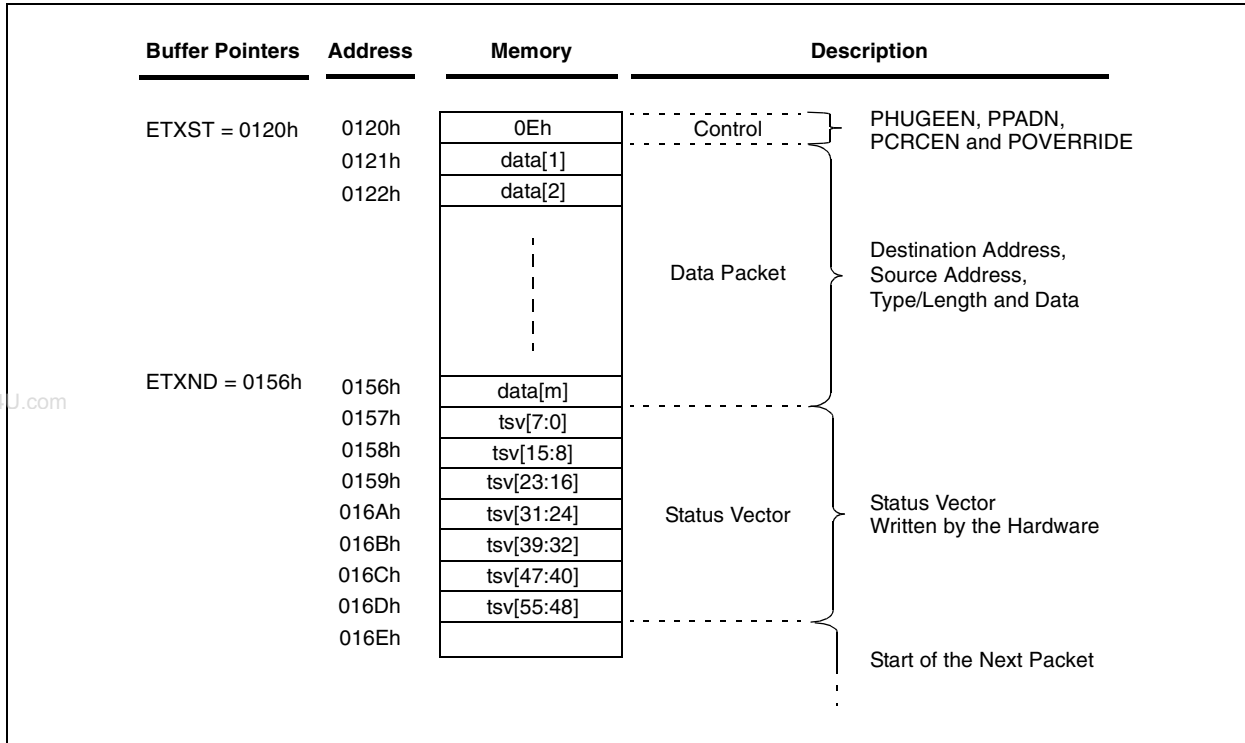 Buffer Pointers Address Memory Description
ETXST = 0120h 0120h 0Eh Control PHUGEEN, PPADN,
PCRCEN and POVERRIDE
0121h data[1]
0122h data[2]
Data Packet
Destination Address,
Source Address,
Type/Length and Data
ETXND = 0156h 0156h data[m]
4U.com
0157h tsv[7:0]
0158h tsv[15:8]
0159h tsv[23:16]
016Ah tsv[31:24] Status Vector Status Vector
Written by the Hardware
016Bh tsv[39:32]
016Ch tsv[47:40]
016Dh tsv[55:48]
016Eh
Start of the Next Packet